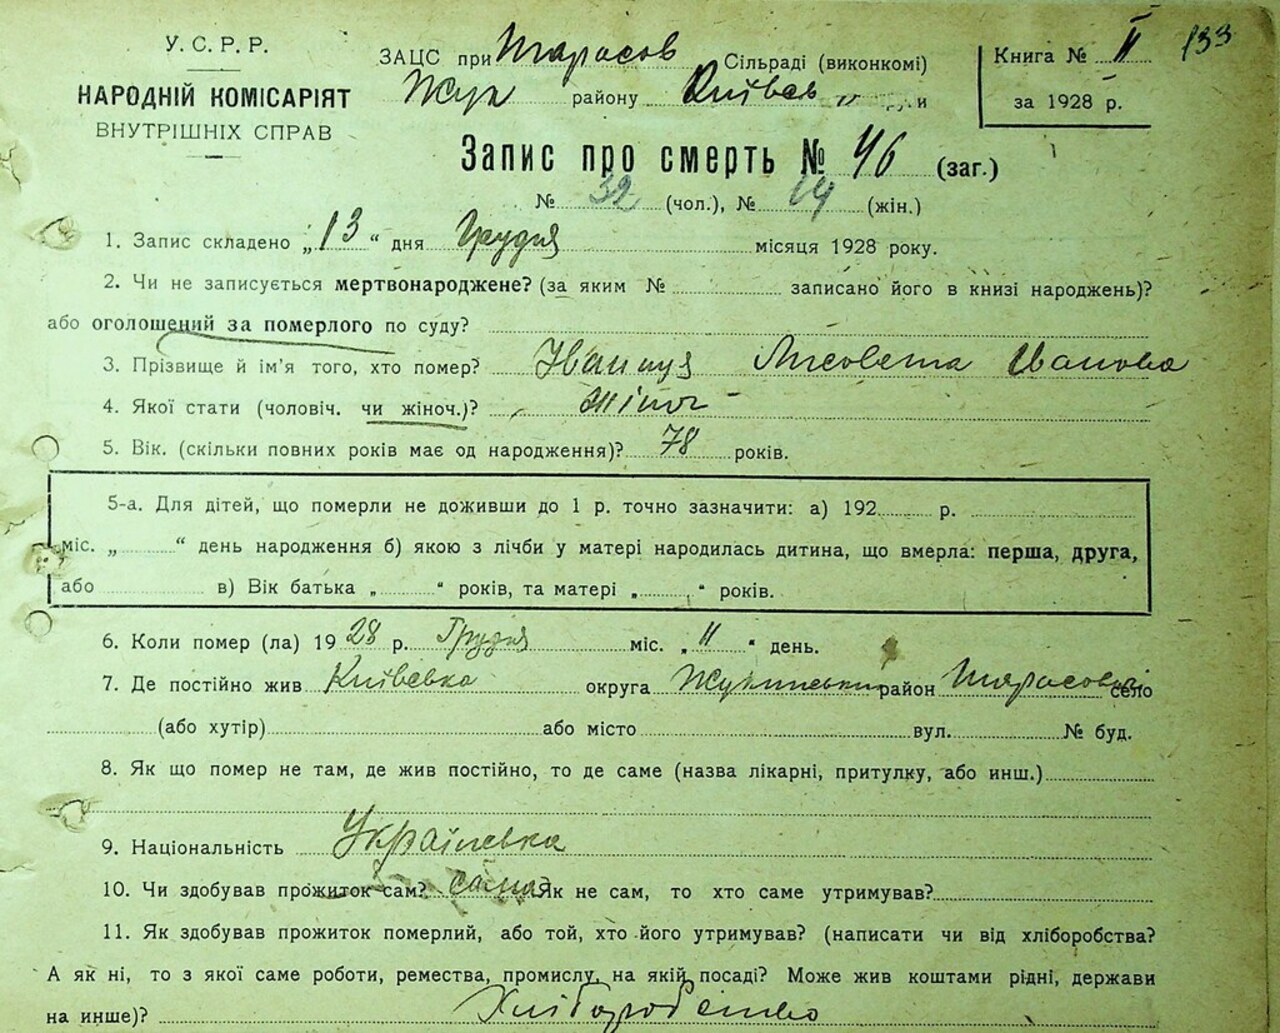 133
У. С. Р. Р.
НАРОДНІЙ КОМІСАРІЯТ
ВНУТРІШНІХ СПРАВ
ЗАЦС при Тарасов Сільраді (виконкомі)
Жук району Київсь и
Книга № II
за 1928 р.
Запис про смерть № 46 (заг.)
№ 32 (чол.), № 14 (жін.)
1. Запис складено „13“ дня Грудня місяця 1928 року.
2. Чи не записується мертвонароджене? (за яким № записано його в книзі народжень)?
або оголошений за померлого по суду?
3. Прізвище й ім'я того, хто помер? Лисовета Иванова
4. Якої стати (чоловіч. чи жіноч.)? Жіноч
5. Вік. (скільки повних років має од народження)? 78 років.
5-а. Для дітей, що померли не доживши до 1 р. точно зазначити: а) 192 р.
міс. „ “ день народження б) якою з лічби у матері народилась дитина, що вмерла: перша, друга,
або в) Вік батька „ “ років, та матері „ “ років.
6. Коли помер (ла) 1928 р. Грудня міс. „11“ день.
7. Де постійно жив Київська округа Жукинський район Тарасовка село
(або хутір) або місто вул. № буд.
8. Як що помер не там, де жив постійно, то де саме (назва лікарні, притулку, або инш.)
9. Національність Українська
10. Чи здобував прожиток сам? сама Як не сам, то хто саме утримував?
11. Як здобував прожиток померлий, або той, хто його утримував? (написати чи від хліборобства?
А як ні, то з якої саме роботи, ремества, промислу, на якій посаді? Може жив коштами рідні, держави
на инше)? Хліборобство